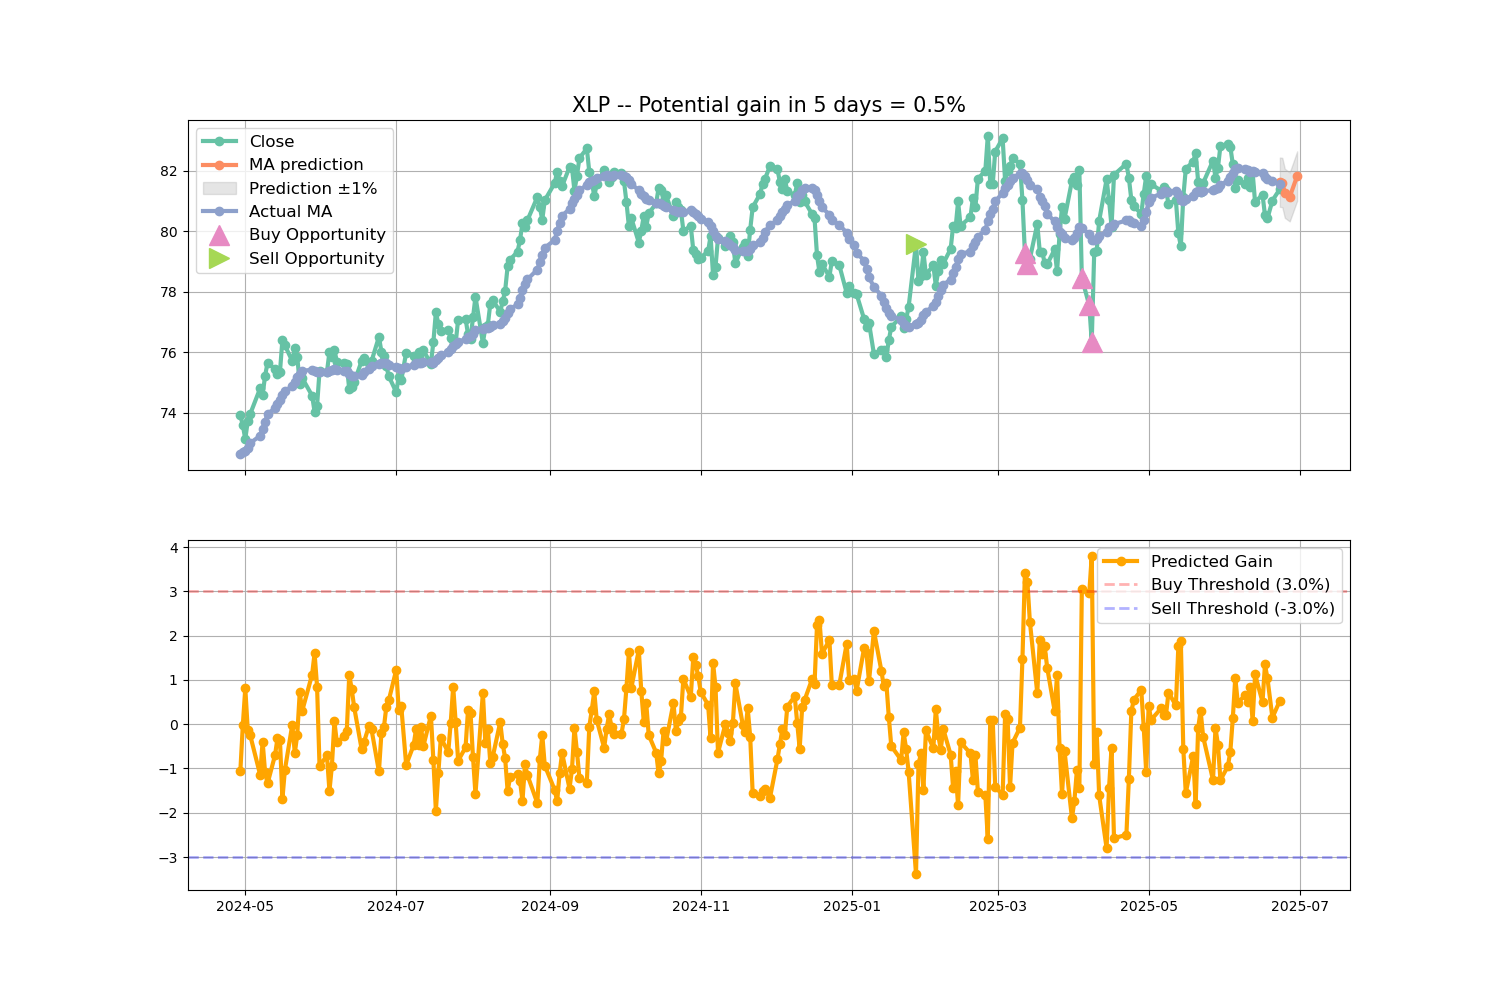 XLP -- Potential gain in 5 days = 0.5%
Close
MA prediction
Prediction ±1%
Actual MA
Buy Opportunity
Sell Opportunity
82
80
78
76
74
Predicted Gain
Buy Threshold (3.0%)
Sell Threshold (-3.0%)
4
3
2
1
0
−1
−2
−3
2024-05
2024-07
2024-09
2024-11
2025-01
2025-03
2025-05
2025-07